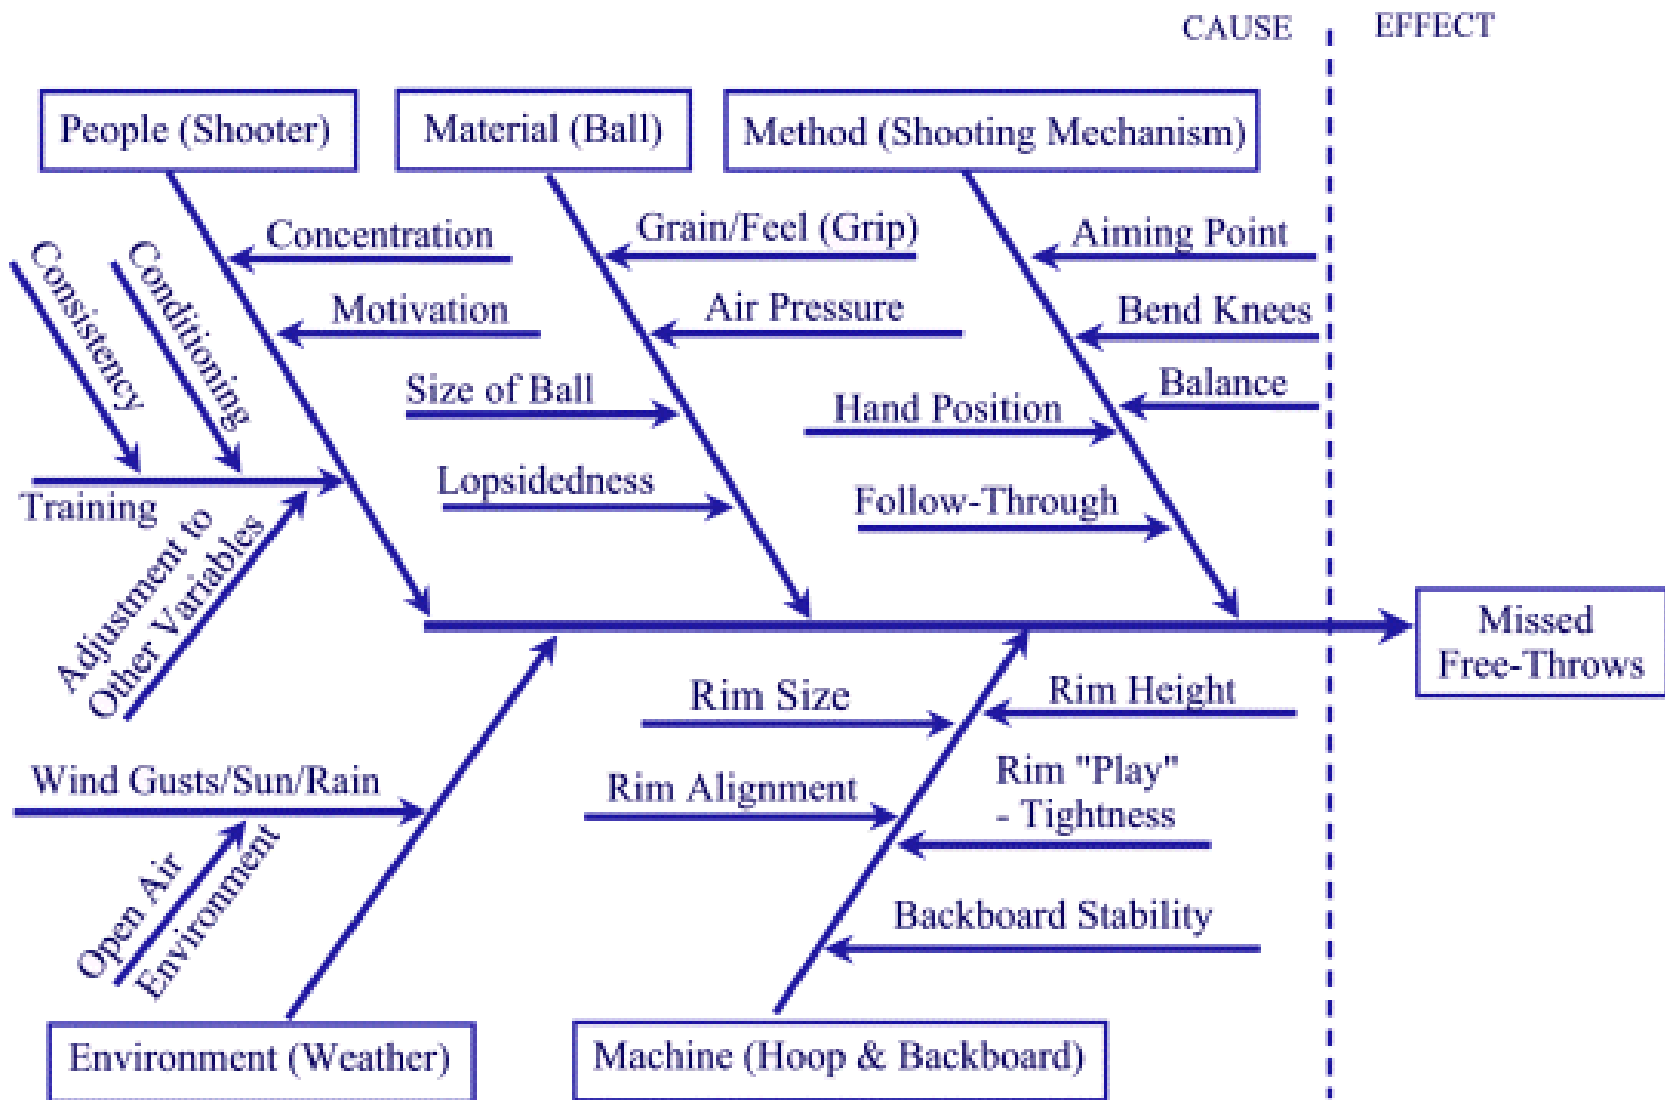 CAUSE
EFFECT
People (Shooter)
Material (Ball)
Method (Shooting Mechanism)
Concentration
Motivation
Consistency
Conditioning
Training
Adjustment to
Other Variables
Grain/Feel (Grip)
Air Pressure
Size of Ball
Lopsidedness
Aiming Point
Bend Knees
Balance
Hand Position
Follow-Through
Missed
Free-Throws
Wind Gusts/Sun/Rain
Open Air
Environment
Rim Size
Rim Height
Rim Alignment
Rim "Play"
- Tightness
Backboard Stability
Environment (Weather)
Machine (Hoop & Backboard)